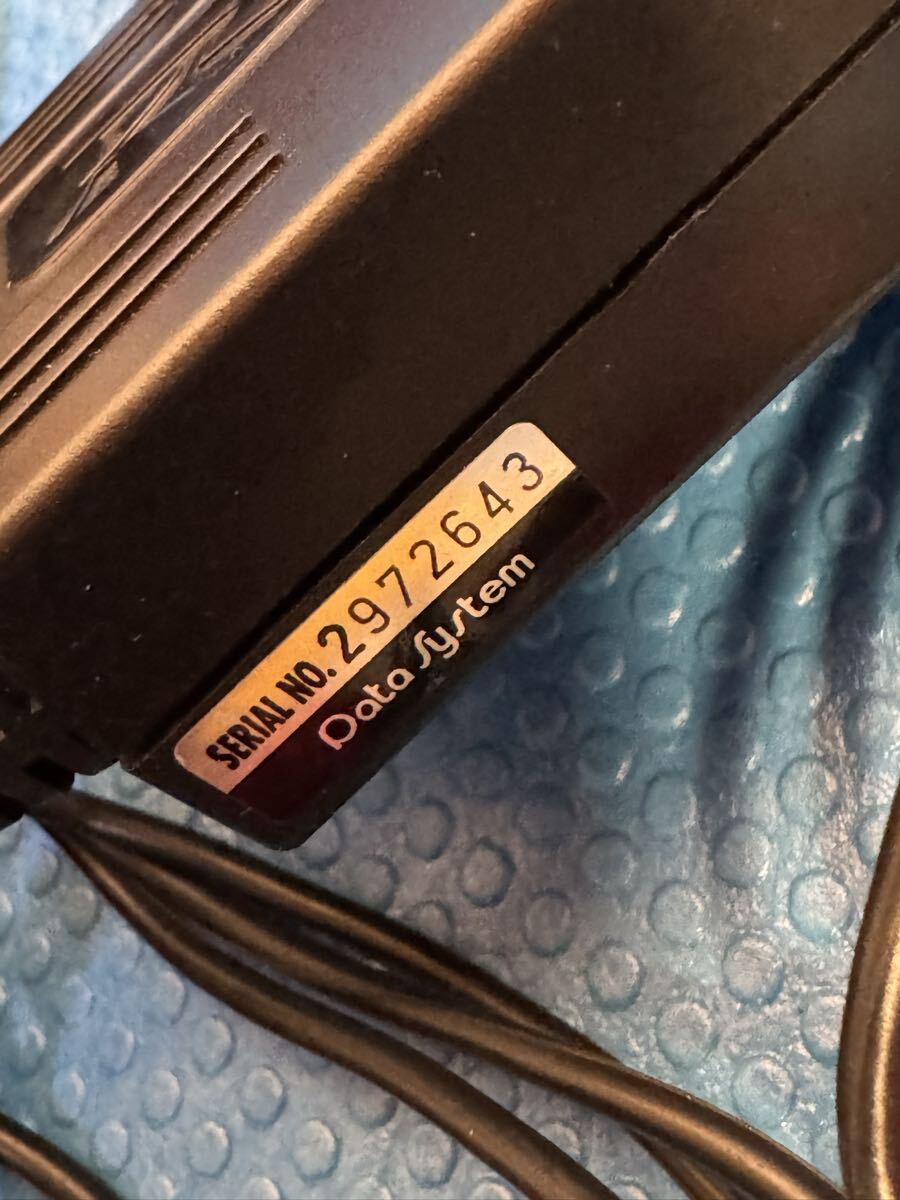 SERIAL NO. 2972643
Data System